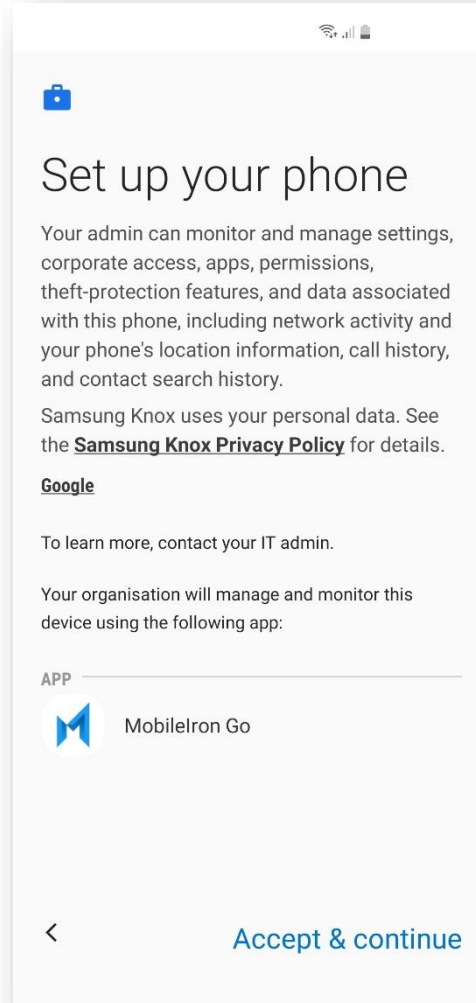 Set up your phone
Your admin can monitor and manage settings,
corporate access, apps, permissions,
theft-protection features, and data associated
with this phone, including network activity and
your phone's location information, call history,
and contact search history.
Samsung Knox uses your personal data. See
the Samsung Knox Privacy Policy for details.
Google
To learn more, contact your IT admin.
Your organisation will manage and monitor this
device using the following app:
APP
MobileIron Go
Accept & continue